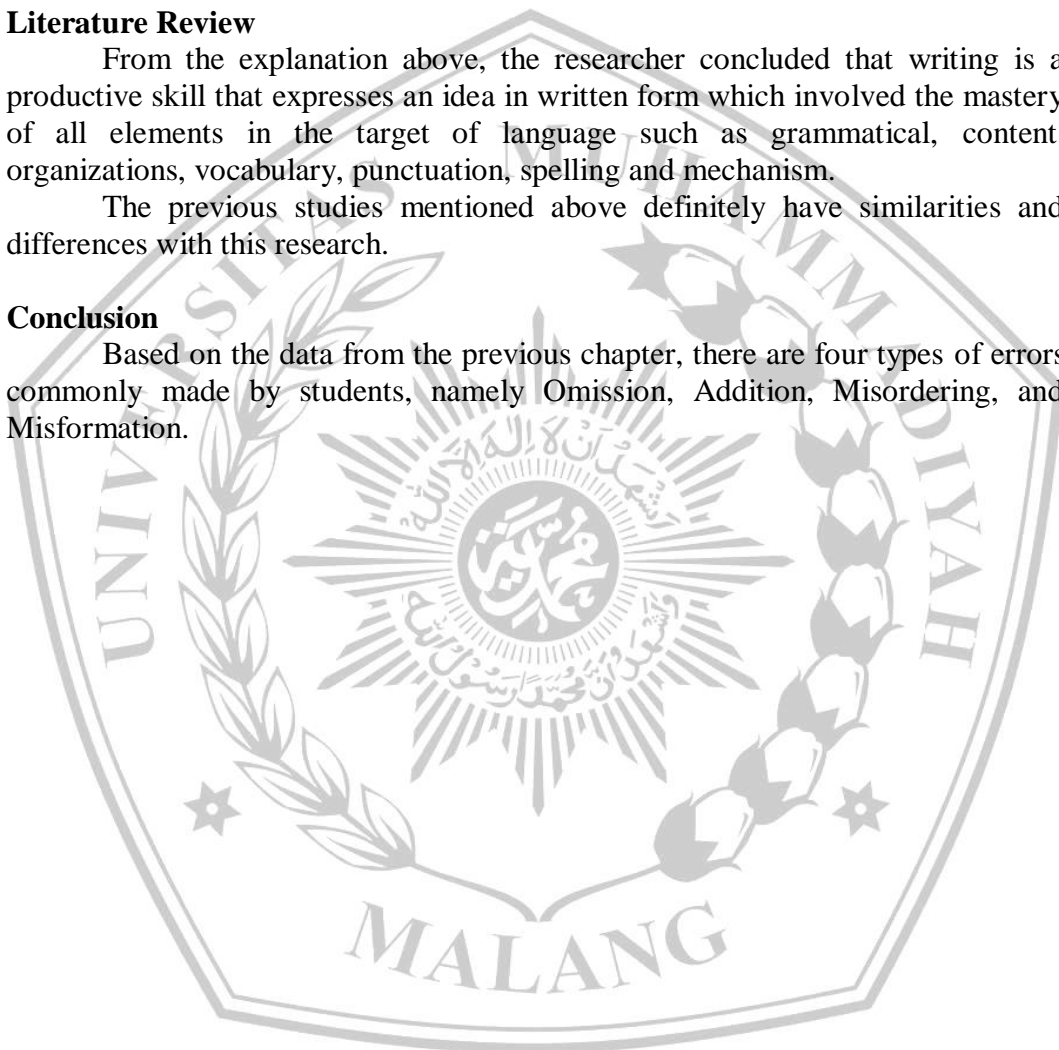 Literature Review
From the explanation above, the researcher concluded that writing is a
productive skill that expresses an idea in written form which involved the mastery
of all elements in the target of language such as grammatical, content,
organizations, vocabulary, punctuation, spelling and mechanism.
The previous studies mentioned above definitely have similarities and
differences with this research.
Conclusion
Based on the data from the previous chapter, there are four types of errors
commonly made by students, namely Omission, Addition, Misordering, and
Misformation.
UNIVERSITAS MUHAMMADIYAH
MALANG